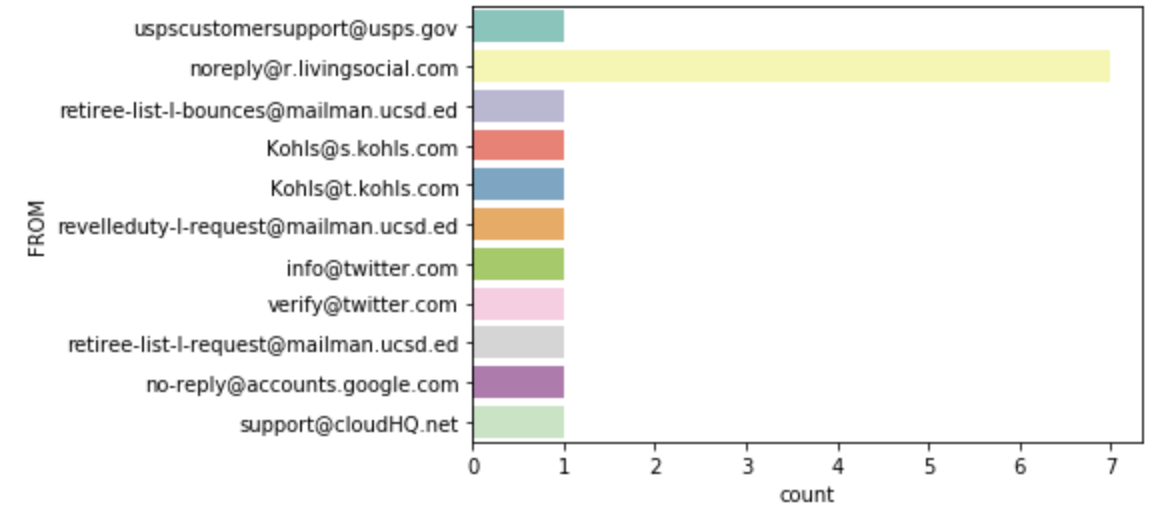 uspscustomersupport@usps.gov
noreply@r.livingsocial.com
retiree-list-l-bounces@mailman.ucsd.ed
Kohls@s.kohls.com
Kohls@t.kohls.com
revelleduty-l-request@mailman.ucsd.ed
info@twitter.com
verify@twitter.com
retiree-list-l-request@mailman.ucsd.ed
no-reply@accounts.google.com
support@cloudHQ.net
FROM
0 1 2 3 4 5 6 7
count